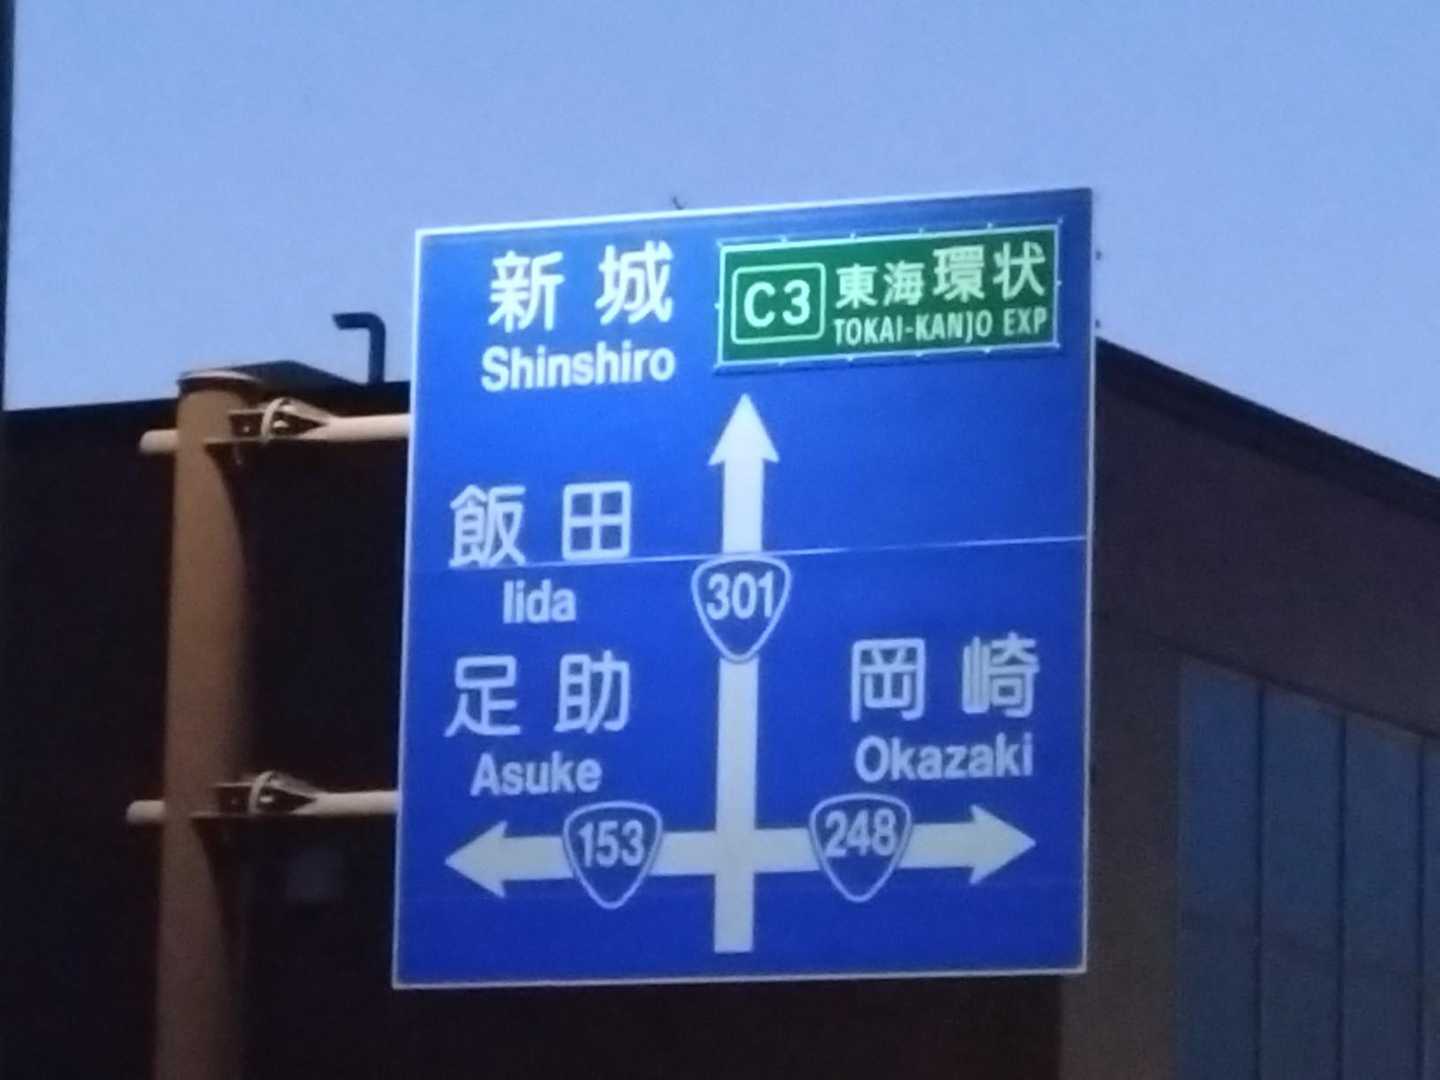 新城
Shinshiro
C3 東海環状
TOKAI-KANJO EXP
飯田
Iida
301
足助
Asuke
岡崎
Okazaki
153
248